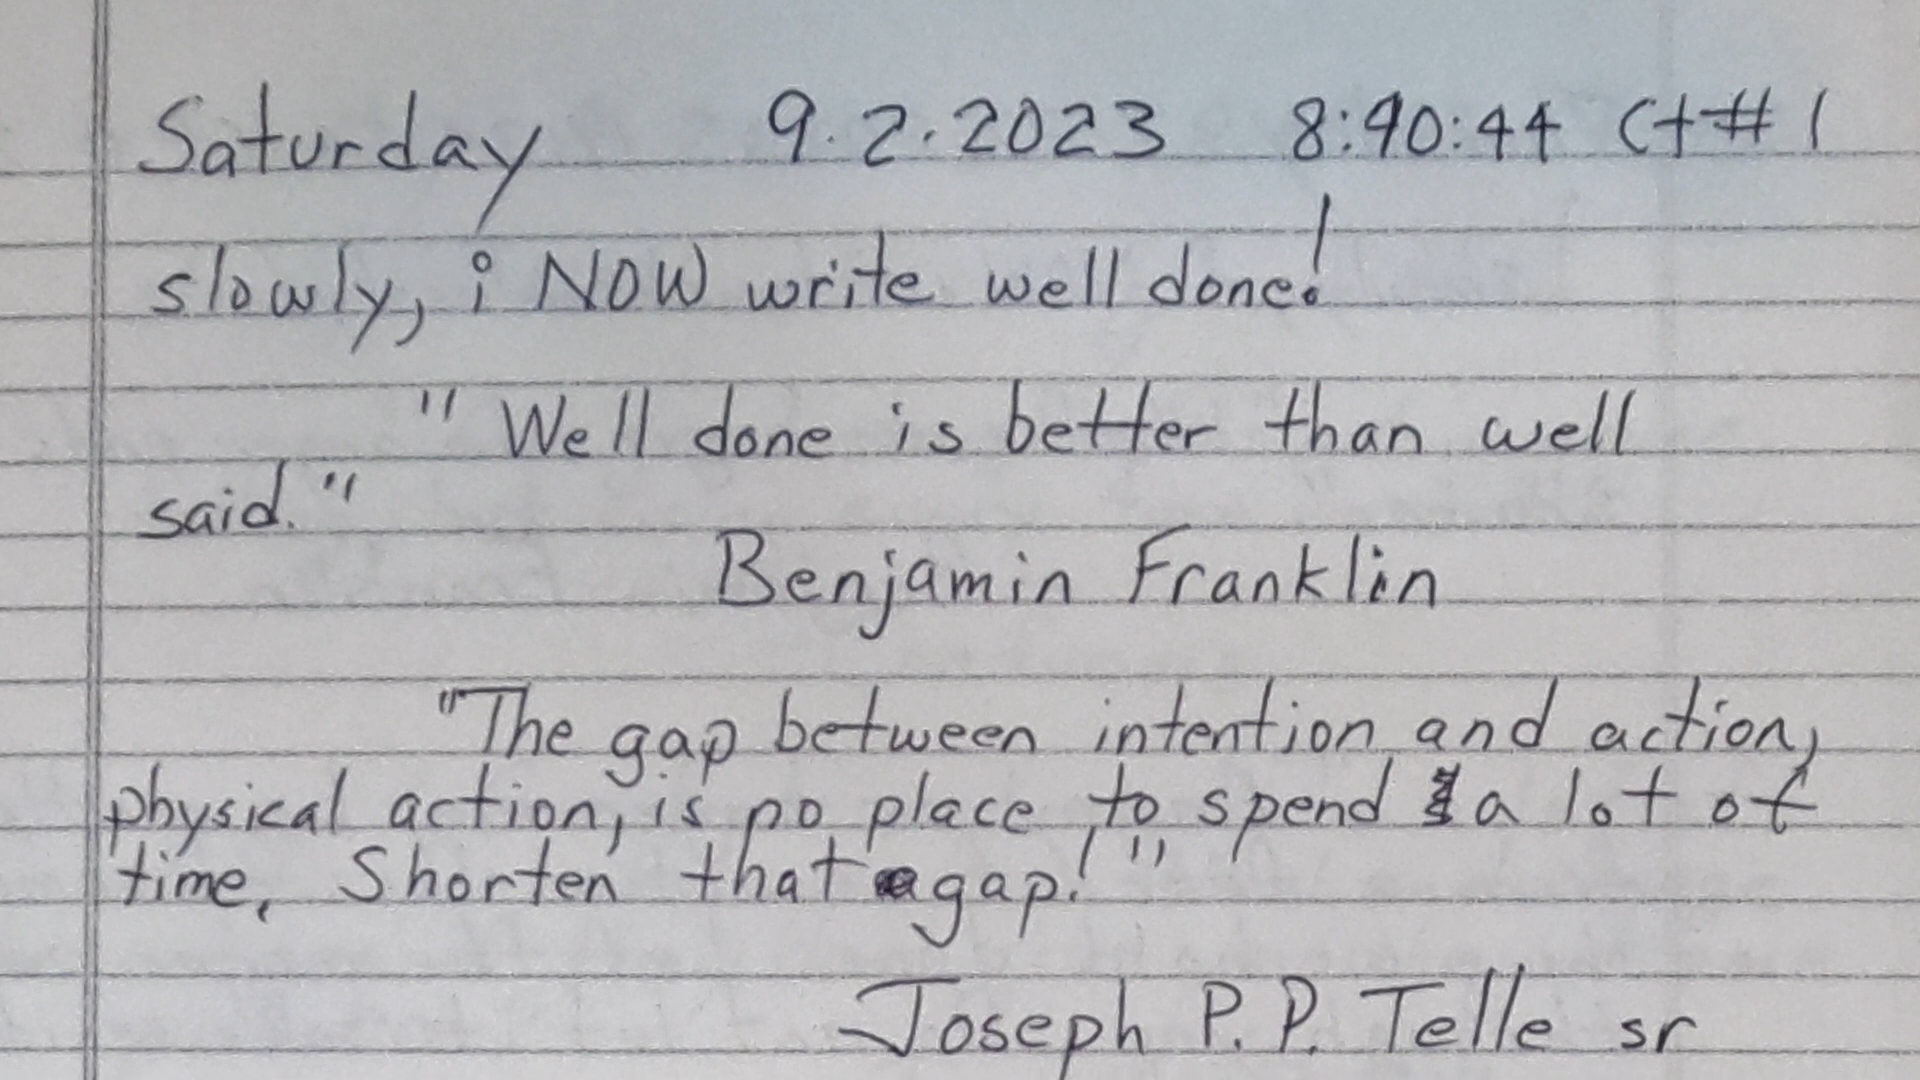 Saturday 9.2.2023 8:40:44 Ct#1
slowly, i NOW write well done!
"Well done is better than well
said."
Benjamin Franklin
"The gap between intention and action,
physical action, is no place to spend a lot of
time. Shorten that gap!"
Joseph P.P. Telle sr